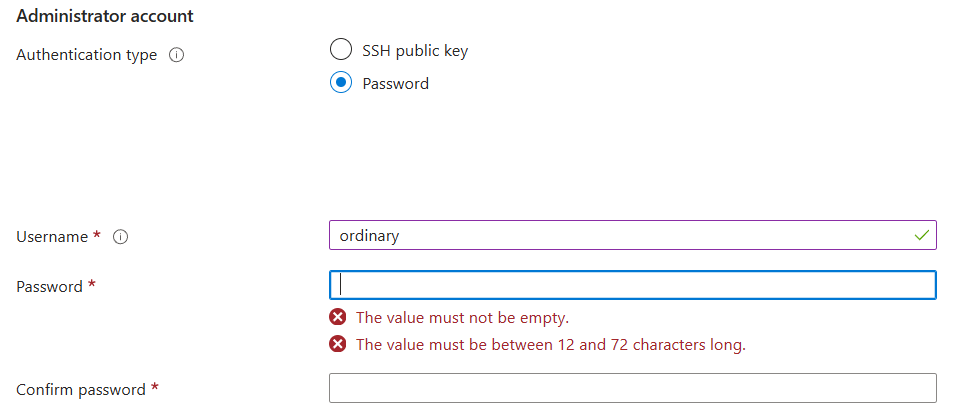 Administrator account
Authentication type
SSH public key
Password
Username *
ordinary
Password *
The value must not be empty.
The value must be between 12 and 72 characters long.
Confirm password *